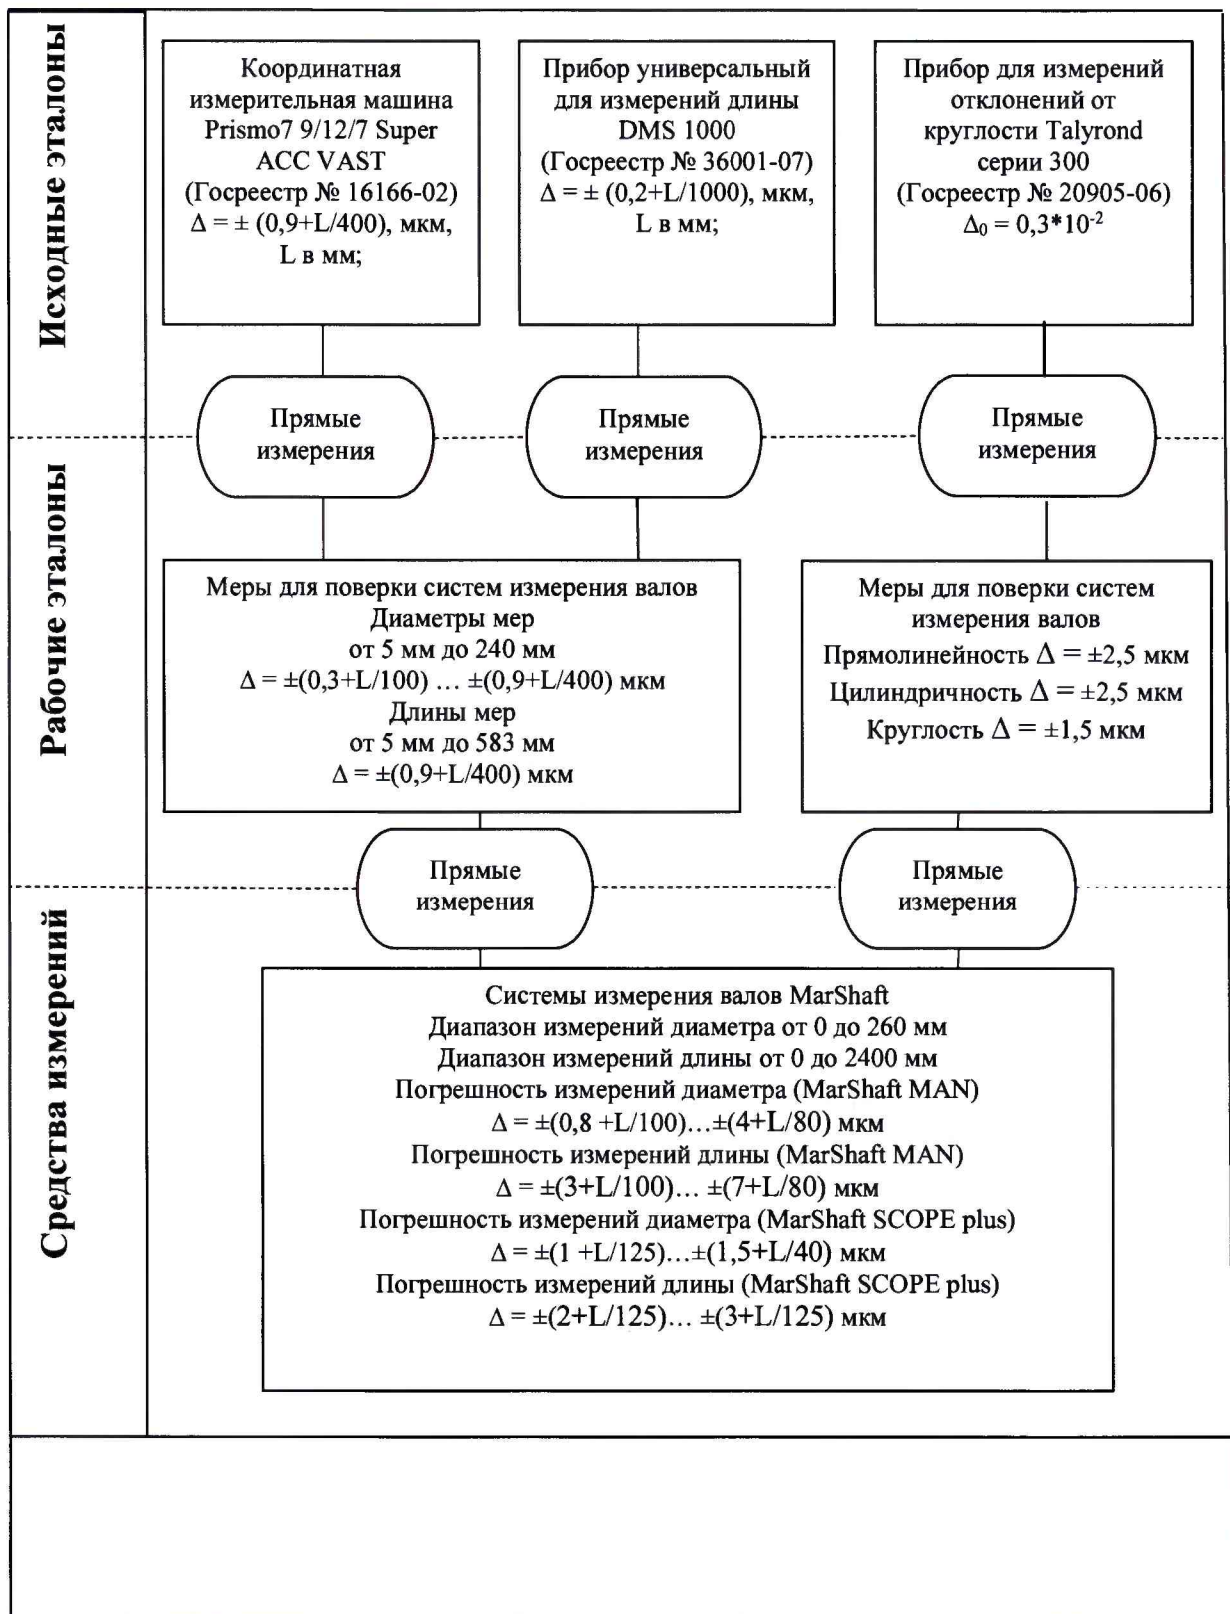 Исходные эталоны
Координатная
измерительная машина
Prismo7 9/12/7 Super
ACC VAST
(Госреестр № 16166-02)
Δ = ± (0,9+L/400), мкм,
L в мм;
Прибор универсальный
для измерений длины
DMS 1000
(Госреестр № 36001-07)
Δ = ± (0,2+L/1000), мкм,
L в мм;
Прибор для измерений
отклонений от
круглости Talyrond
серии 300
(Госреестр № 20905-06)
Δ₀ = 0,3*10⁻²
Прямые
измерения
Прямые
измерения
Прямые
измерения
Рабочие эталоны
Меры для поверки систем измерения валов
Диаметры мер
от 5 мм до 240 мм
Δ = ±(0,3+L/100) … ±(0,9+L/400) мкм
Длины мер
от 5 мм до 583 мм
Δ = ±(0,9+L/400) мкм
Меры для поверки систем
измерения валов
Прямолинейность Δ = ±2,5 мкм
Цилиндричность Δ = ±2,5 мкм
Круглость Δ = ±1,5 мкм
Прямые
измерения
Прямые
измерения
Средства измерений
Системы измерения валов MarShaft
Диапазон измерений диаметра от 0 до 260 мм
Диапазон измерений длины от 0 до 2400 мм
Погрешность измерений диаметра (MarShaft MAN)
Δ = ±(0,8 +L/100)…±(4+L/80) мкм
Погрешность измерений длины (MarShaft MAN)
Δ = ±(3+L/100)… ±(7+L/80) мкм
Погрешность измерений диаметра (MarShaft SCOPE plus)
Δ = ±(1 +L/125)…±(1,5+L/40) мкм
Погрешность измерений длины (MarShaft SCOPE plus)
Δ = ±(2+L/125)… ±(3+L/125) мкм